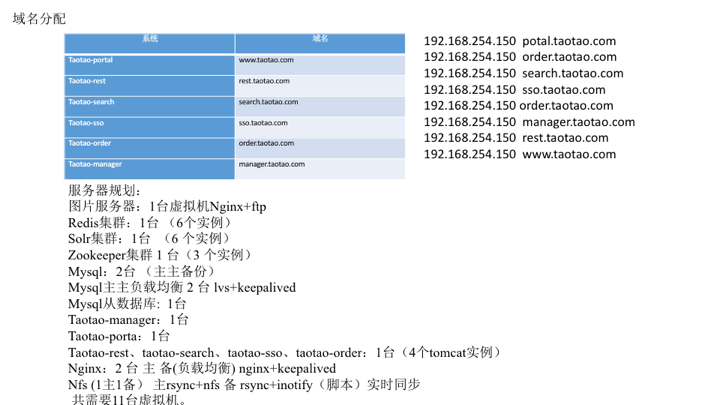 域名分配
系统 域名
Taotao-portal www.taotao.com
Taotao-rest rest.taotao.com
Taotao-search search.taotao.com
Taotao-sso sso.taotao.com
Taotao-order order.taotao.com
Taotao-manager manager.taotao.com
192.168.254.150 potal.taotao.com
192.168.254.150 order.taotao.com
192.168.254.150 search.taotao.com
192.168.254.150 sso.taotao.com
192.168.254.150 order.taotao.com
192.168.254.150 manager.taotao.com
192.168.254.150 rest.taotao.com
192.168.254.150 www.taotao.com
服务器规划：
图片服务器：1台虚拟机Nginx+ftp
Redis集群：1台 （6个实例）
Solr集群：1台 （6 个实例）
Zookeeper集群 1 台（3 个实例）
Mysql：2台 （主主备份）
Mysql主主负载均衡 2 台 lvs+keepalived
Mysql从数据库: 1台
Taotao-manager：1台
Taotao-porta：1台
Taotao-rest、taotao-search、taotao-sso、taotao-order：1台（4个tomcat实例）
Nginx：2 台 主 备(负载均衡) nginx+keepalived
Nfs (1主1备） 主rsync+nfs 备 rsync+inotify（脚本）实时同步
共需要11台虚拟机。